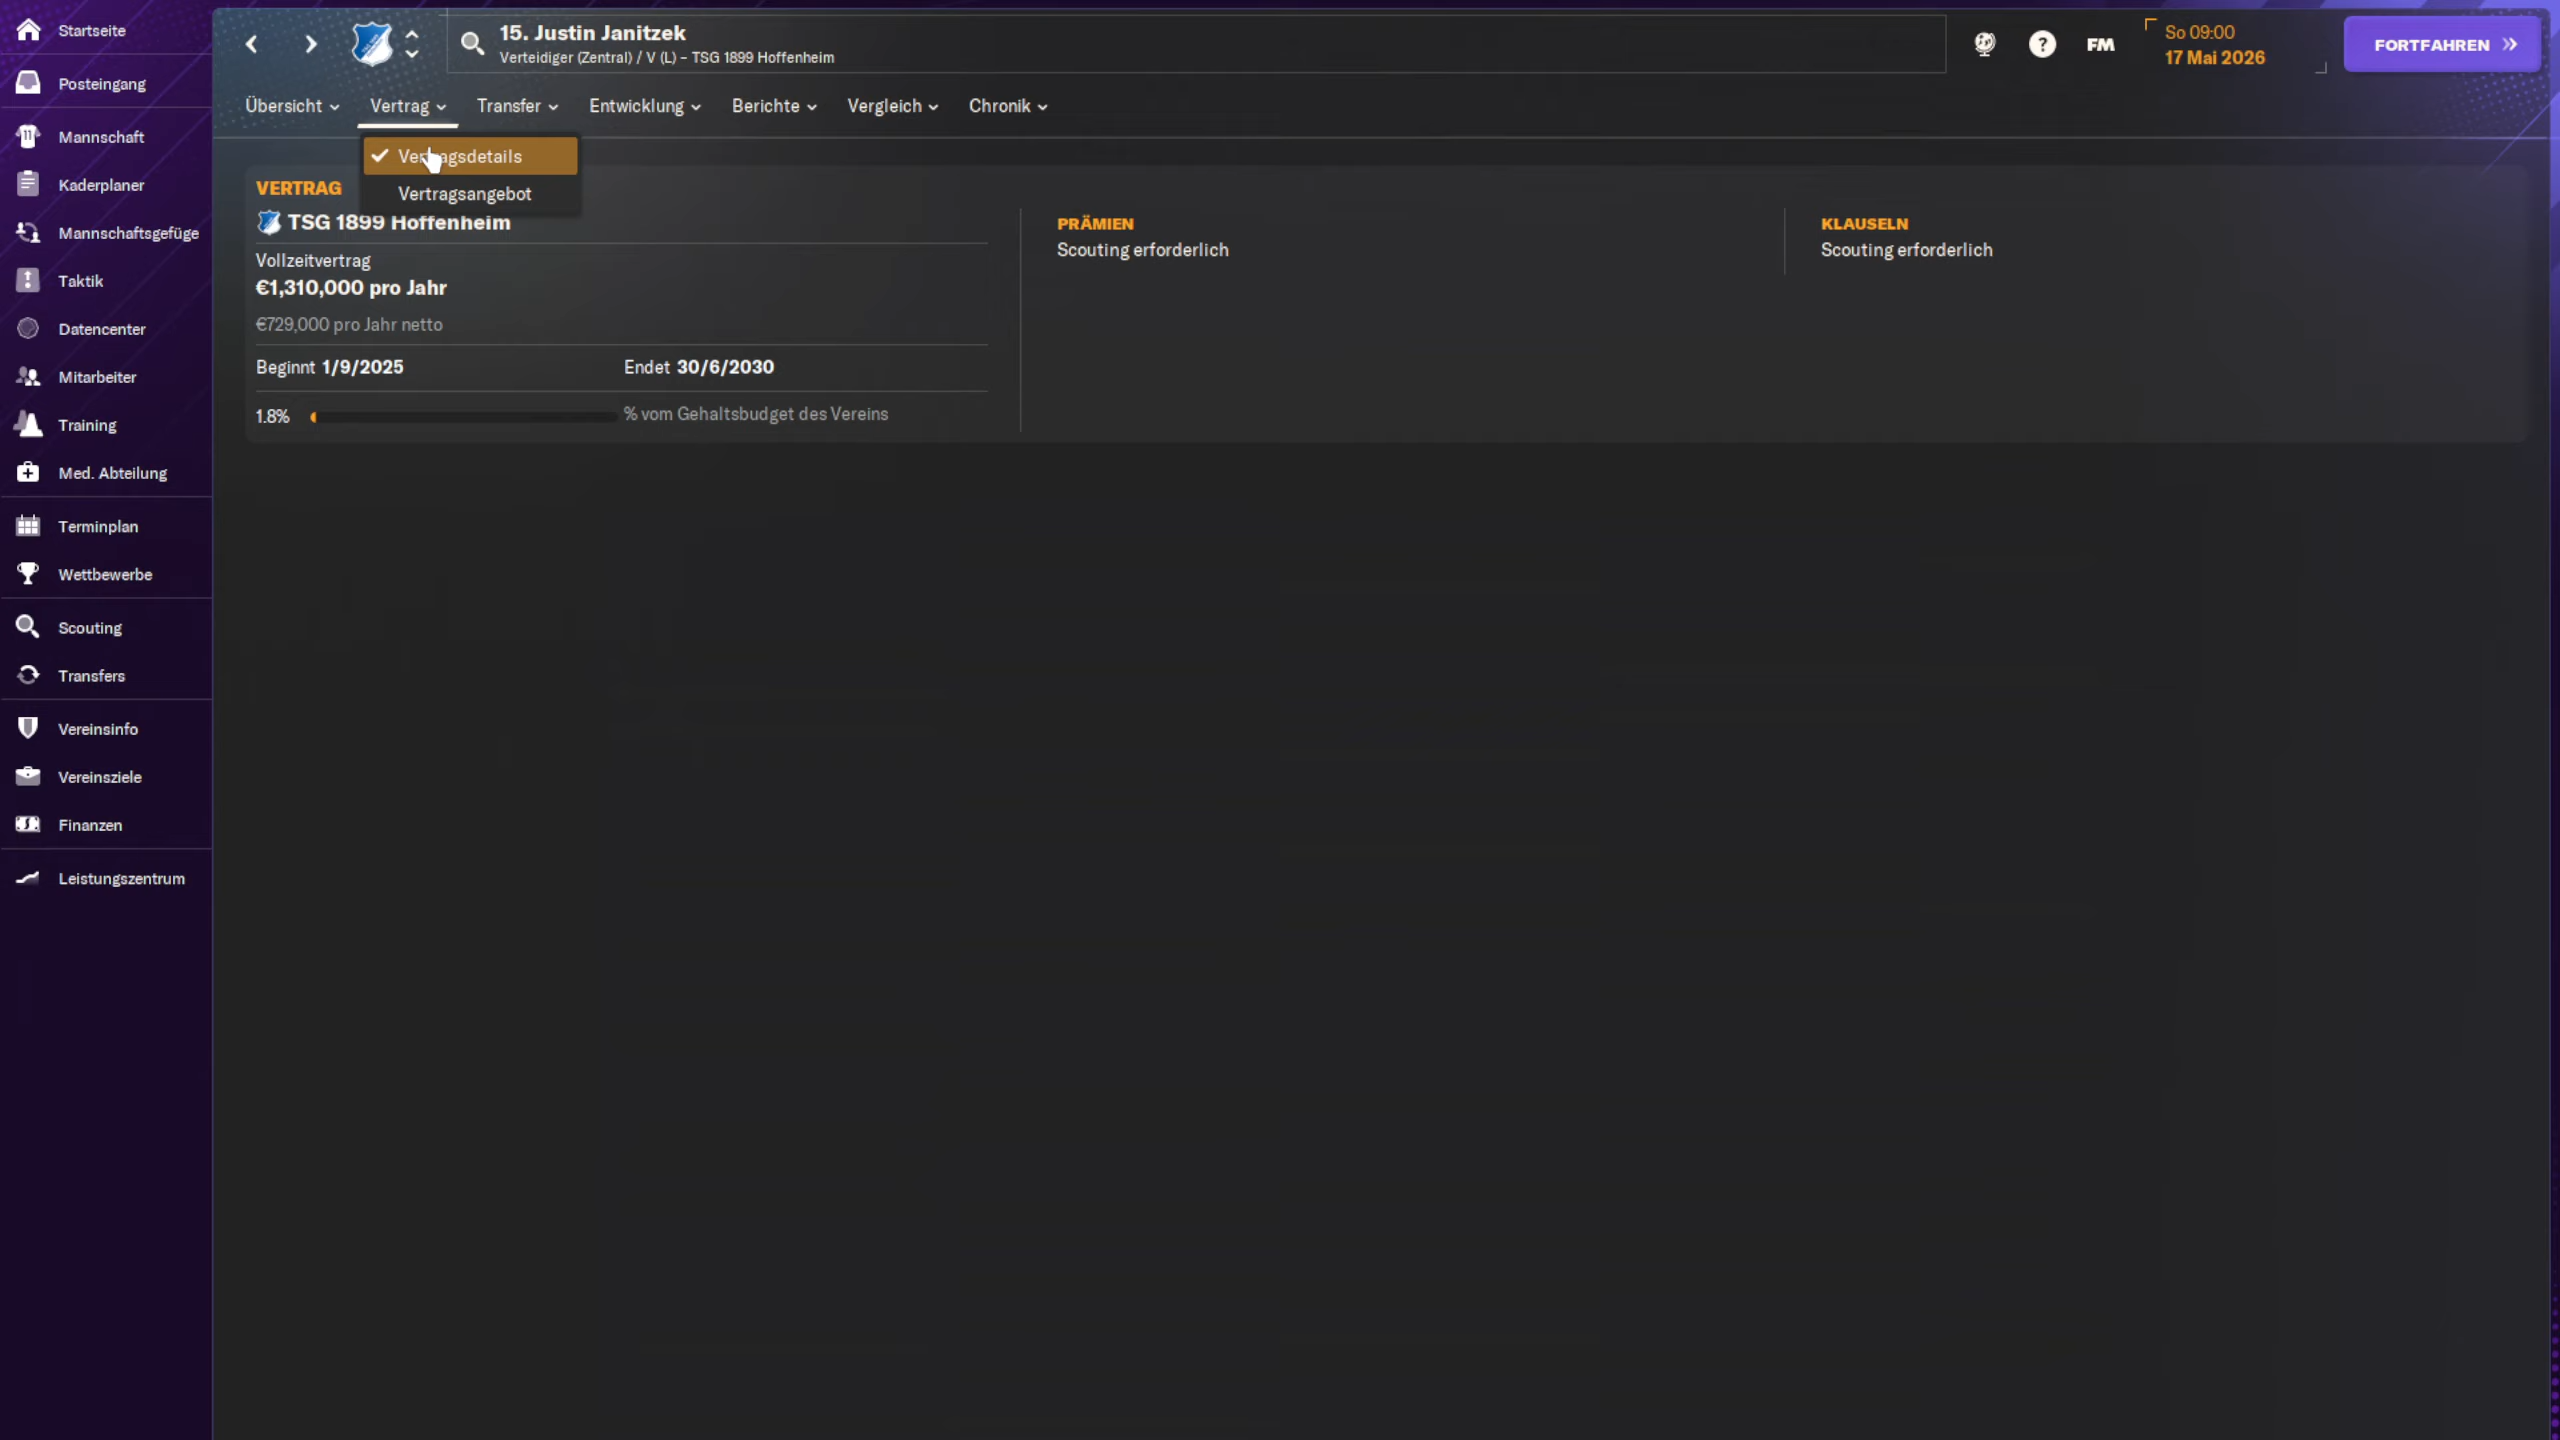 Startseite
Posteingang
Mannschaft
Kaderplaner
Mannschaftsgefüge
Taktik
Datencenter
Mitarbeiter
Training
Med. Abteilung
Terminplan
Wettbewerbe
Scouting
Transfers
Vereinsinfo
Vereinsziele
Finanzen
Leistungszentrum
15. Justin Janitzek
Verteidiger (Zentral) / V (L) - TSG 1899 Hoffenheim
FM
So 09:00
17 Mai 2026
FORTFAHREN
Übersicht
Vertrag
Transfer
Entwicklung
Berichte
Vergleich
Chronik
Vertragsdetails
Vertragsangebot
VERTRAG
TSG 1899 Hoffenheim
Vollzeitvertrag
€1,310,000 pro Jahr
€729,000 pro Jahr netto
Beginnt 1/9/2025
Endet 30/6/2030
1.8%
% vom Gehaltsbudget des Vereins
PRÄMIEN
Scouting erforderlich
KLAUSELN
Scouting erforderlich